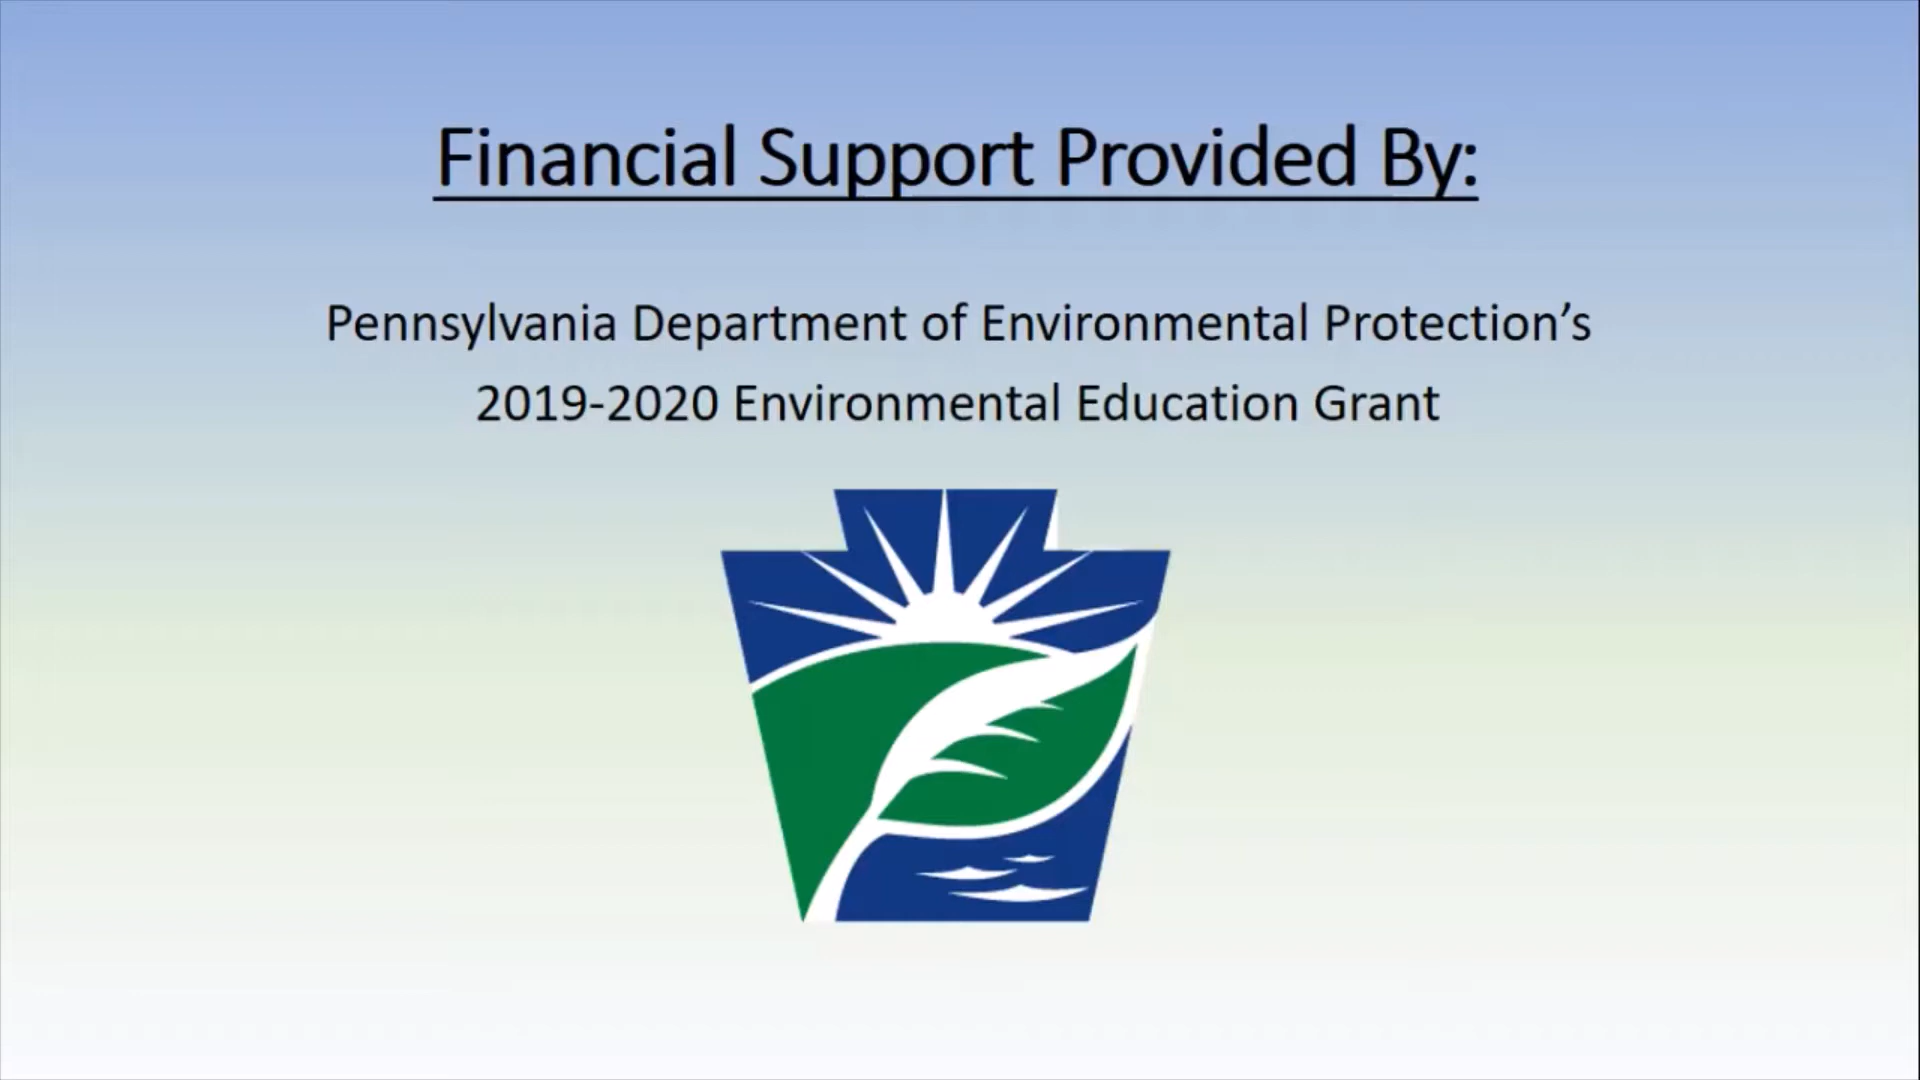 Financial Support Provided By:
Pennsylvania Department of Environmental Protection’s
2019-2020 Environmental Education Grant